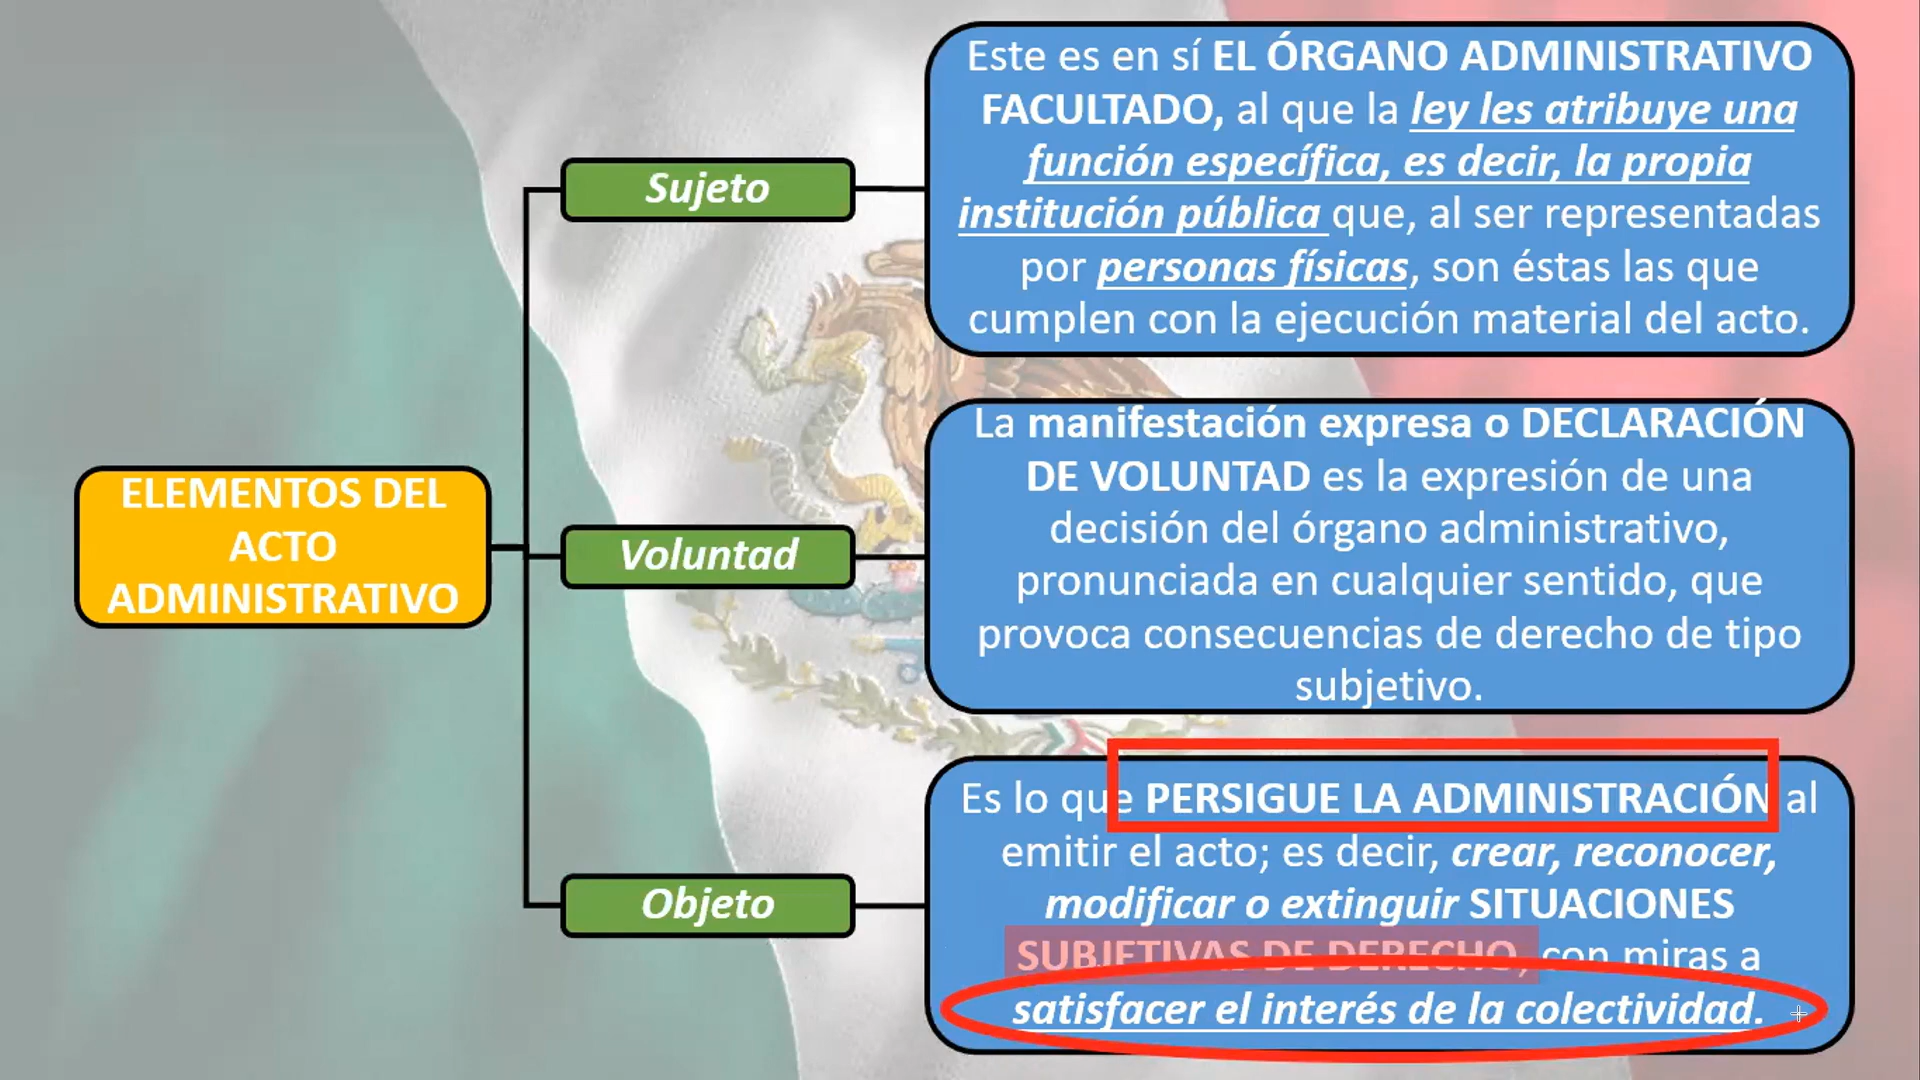 ELEMENTOS DEL
ACTO
ADMINISTRATIVO
Sujeto
Este es en sí EL ÓRGANO ADMINISTRATIVO
FACULTADO, al que la ley les atribuye una
función específica, es decir, la propia
institución pública que, al ser representadas
por personas físicas, son éstas las que
cumplen con la ejecución material del acto.
Voluntad
La manifestación expresa o DECLARACIÓN
DE VOLUNTAD es la expresión de una
decisión del órgano administrativo,
pronunciada en cualquier sentido, que
provoca consecuencias de derecho de tipo
subjetivo.
Objeto
Es lo que PERSIGUE LA ADMINISTRACIÓN al
emitir el acto; es decir, crear, reconocer,
modificar o extinguir SITUACIONES
SUBJETIVAS DE DERECHO, con miras a
satisfacer el interés de la colectividad.